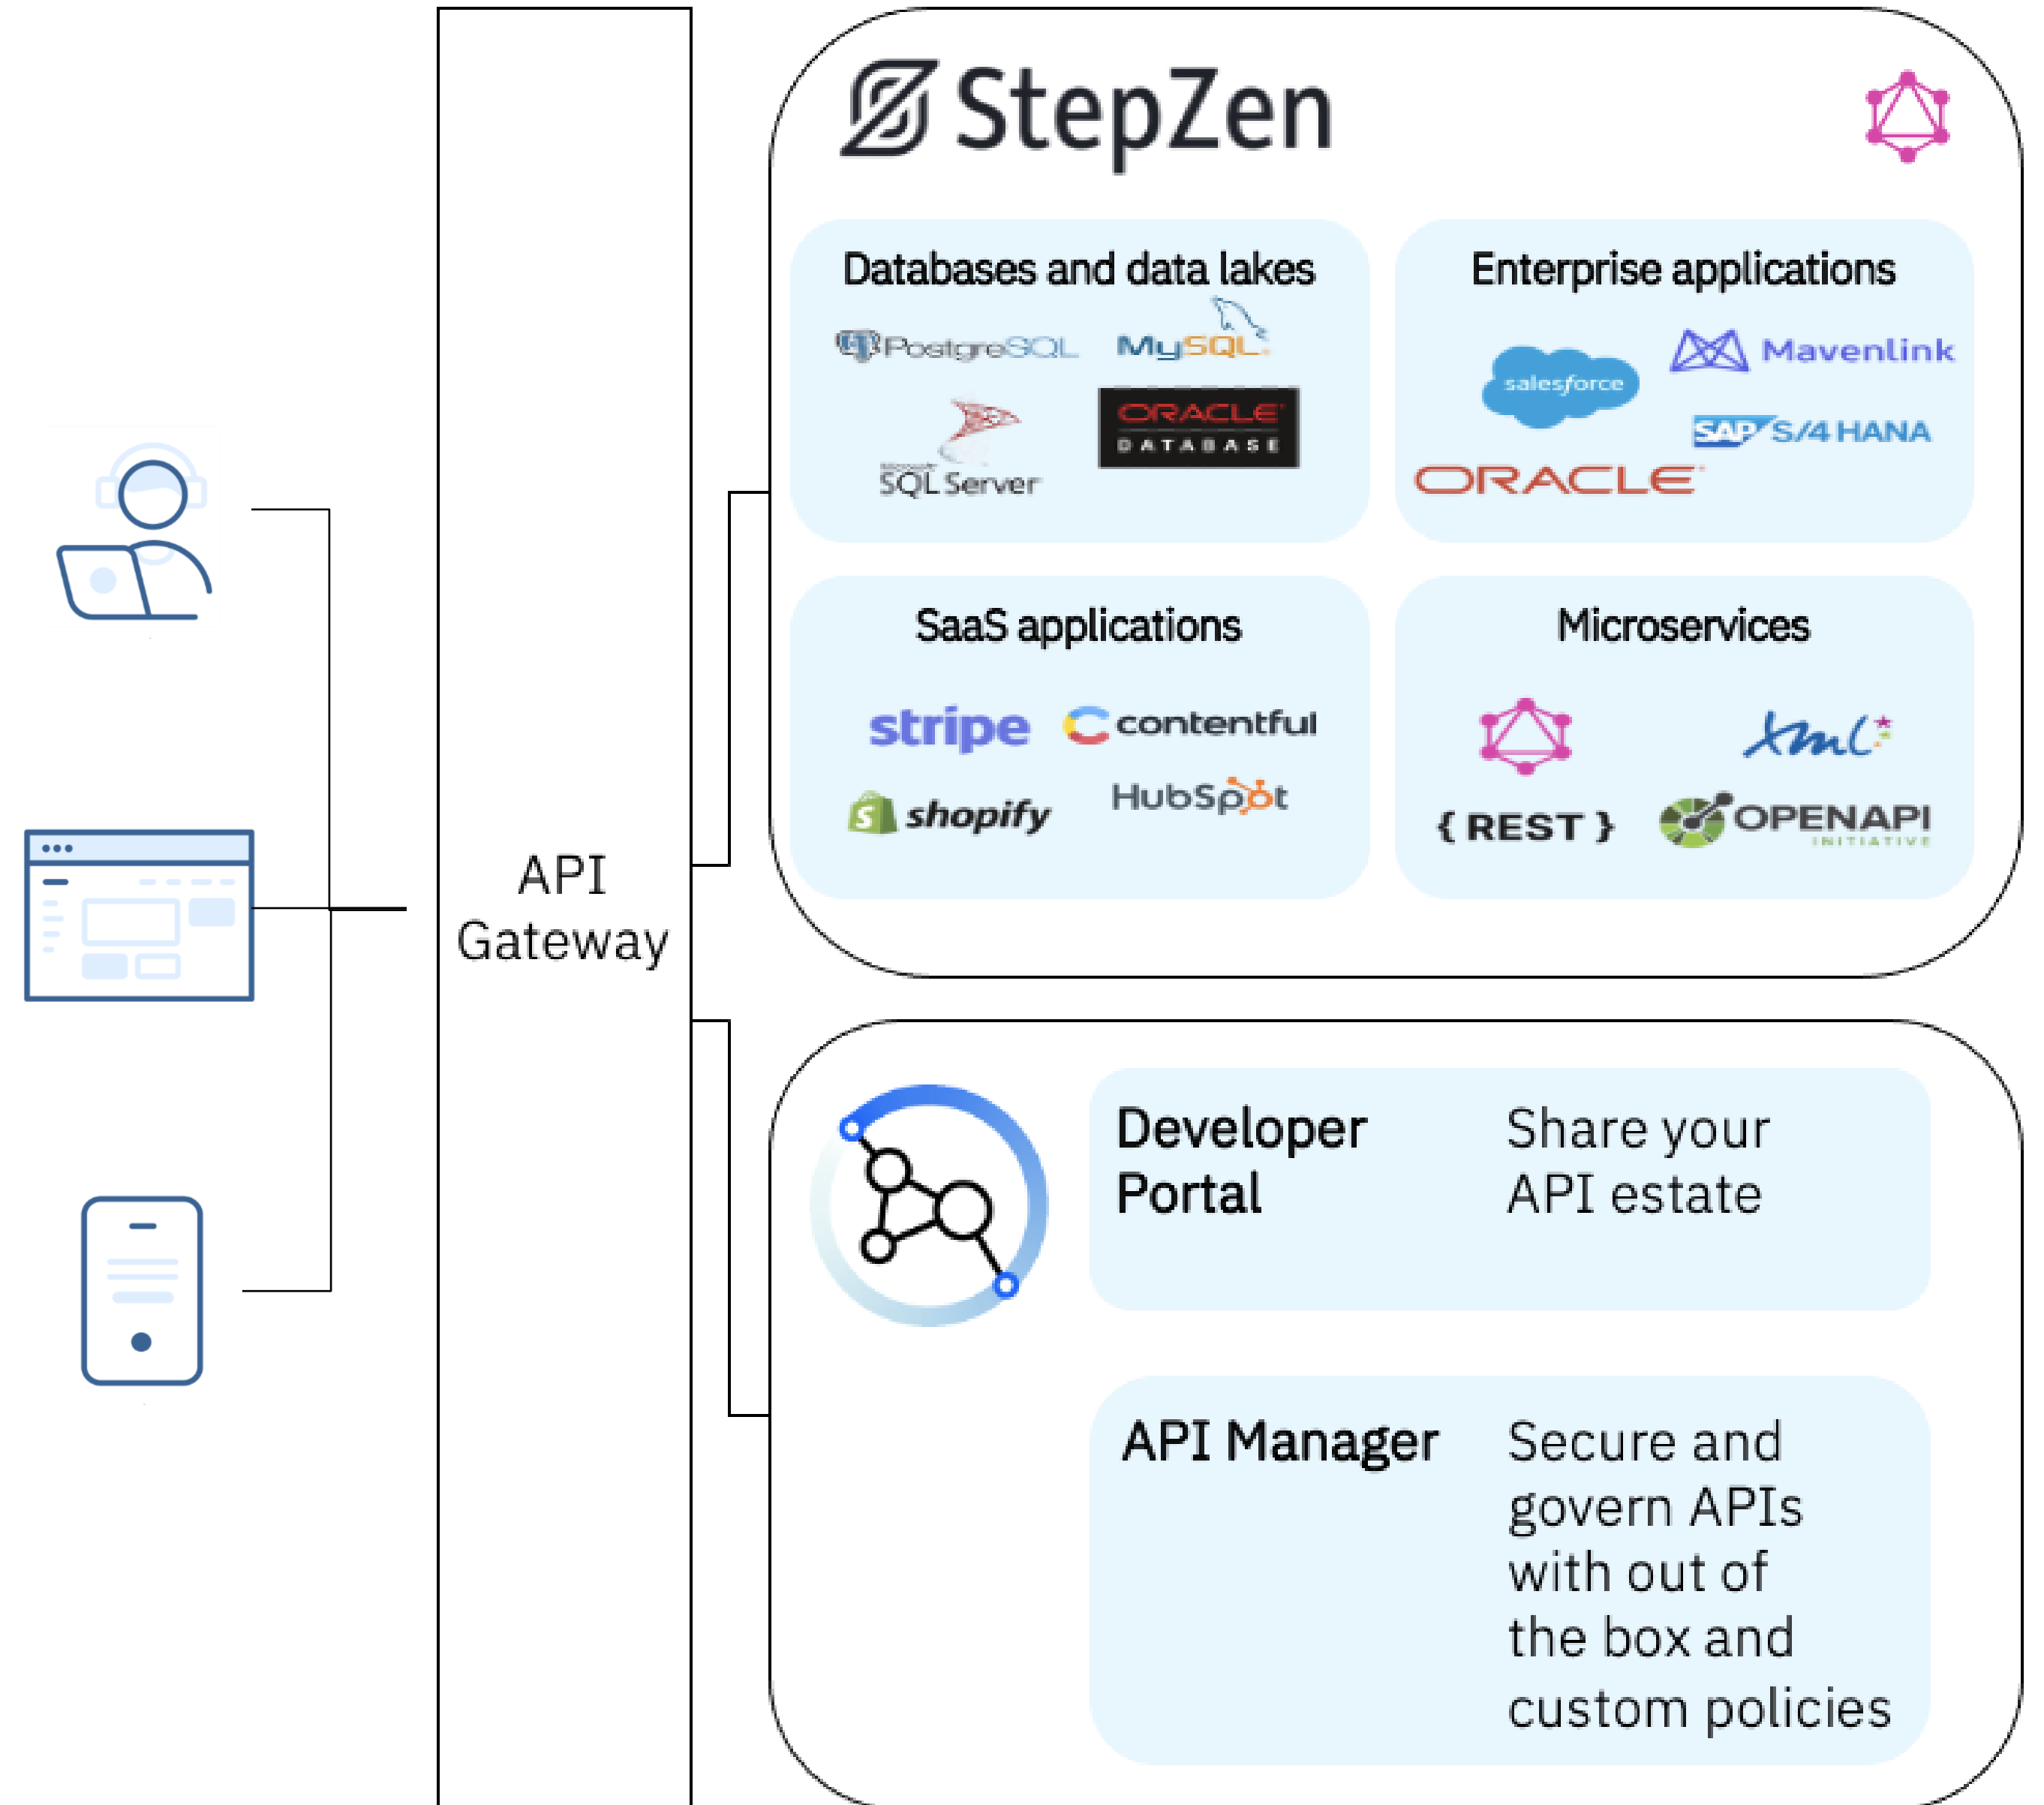 StepZen
Databases and data lakes
PostgreSQL
MySQL
Microsoft
SQL Server
ORACLE
DATABASE
Enterprise applications
salesforce
Mavenlink
SAP S/4 HANA
ORACLE
SaaS applications
stripe
contentful
shopify
HubSpot
Microservices
xml
{ REST }
OPENAPI
INITIATIVE
API
Gateway
Developer
Portal
Share your
API estate
API Manager
Secure and
govern APIs
with out of
the box and
custom policies